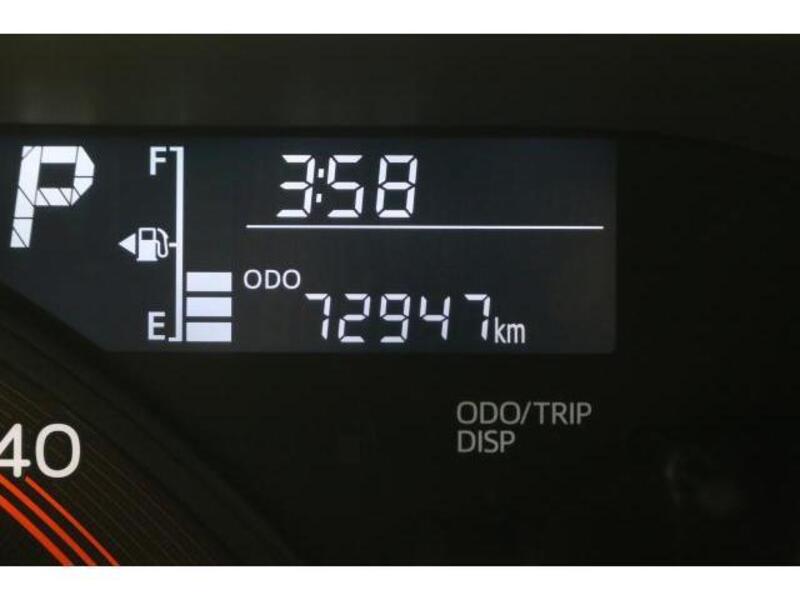 P
F
3:58
ODO
E
72947km
ODO/TRIP
DISP
40